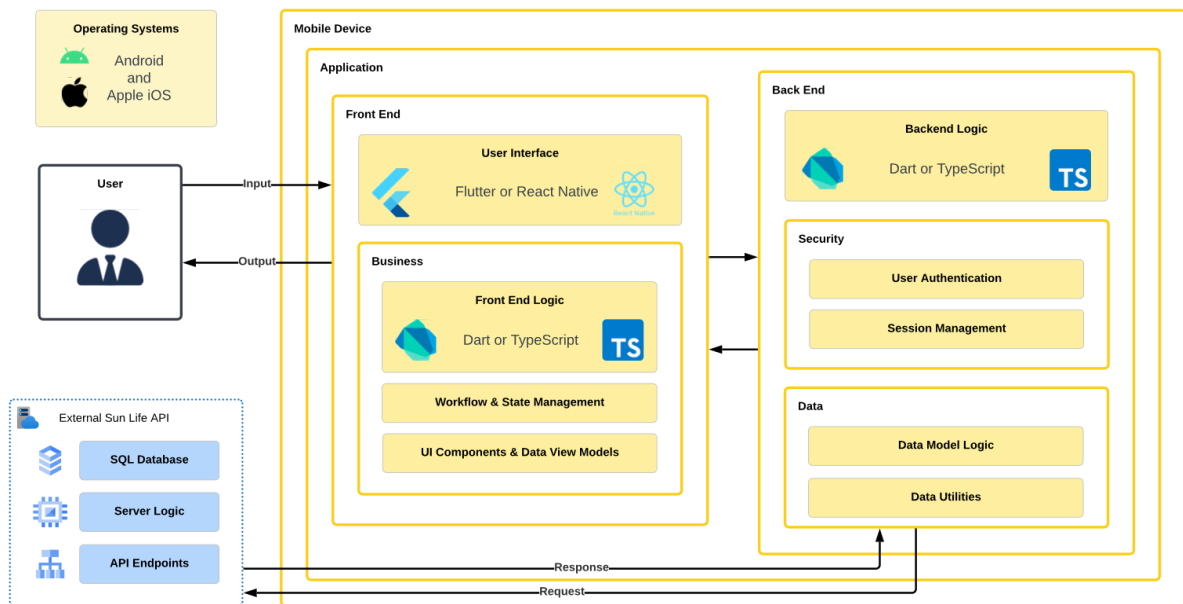 Operating Systems
Android
and
Apple iOS
User
Input
Output
Mobile Device
Application
Front End
User Interface
Flutter or React Native
React Native
Business
Front End Logic
Dart or TypeScript
TS
Workflow & State Management
UI Components & Data View Models
Back End
Backend Logic
Dart or TypeScript
TS
Security
User Authentication
Session Management
Data
Data Model Logic
Data Utilities
External Sun Life API
SQL Database
Server Logic
API Endpoints
Response
Request